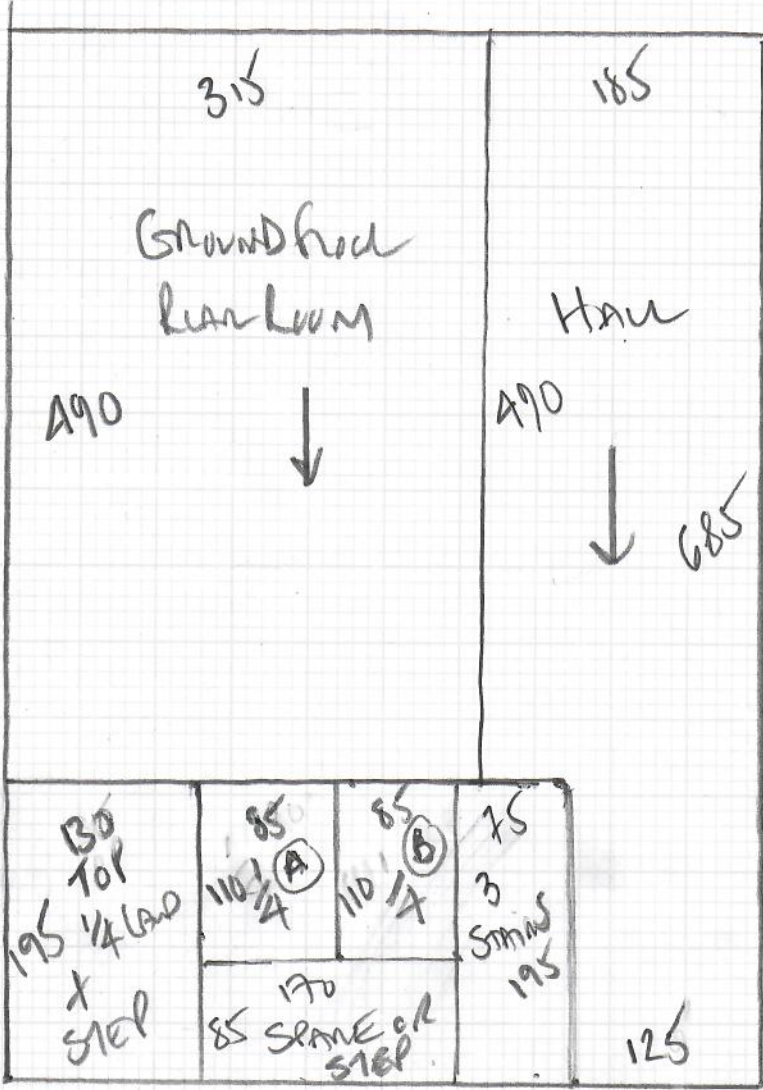 315
185
GROUND FLOOR
REAR ROOM
HALL
490
490
685
130
TOP
195 1/4 LAND
X
STEP
85
110 1/4 A
85
110 1/4 B
75
3
STAIRS
195
170
85 SPARE OR
STEP
125